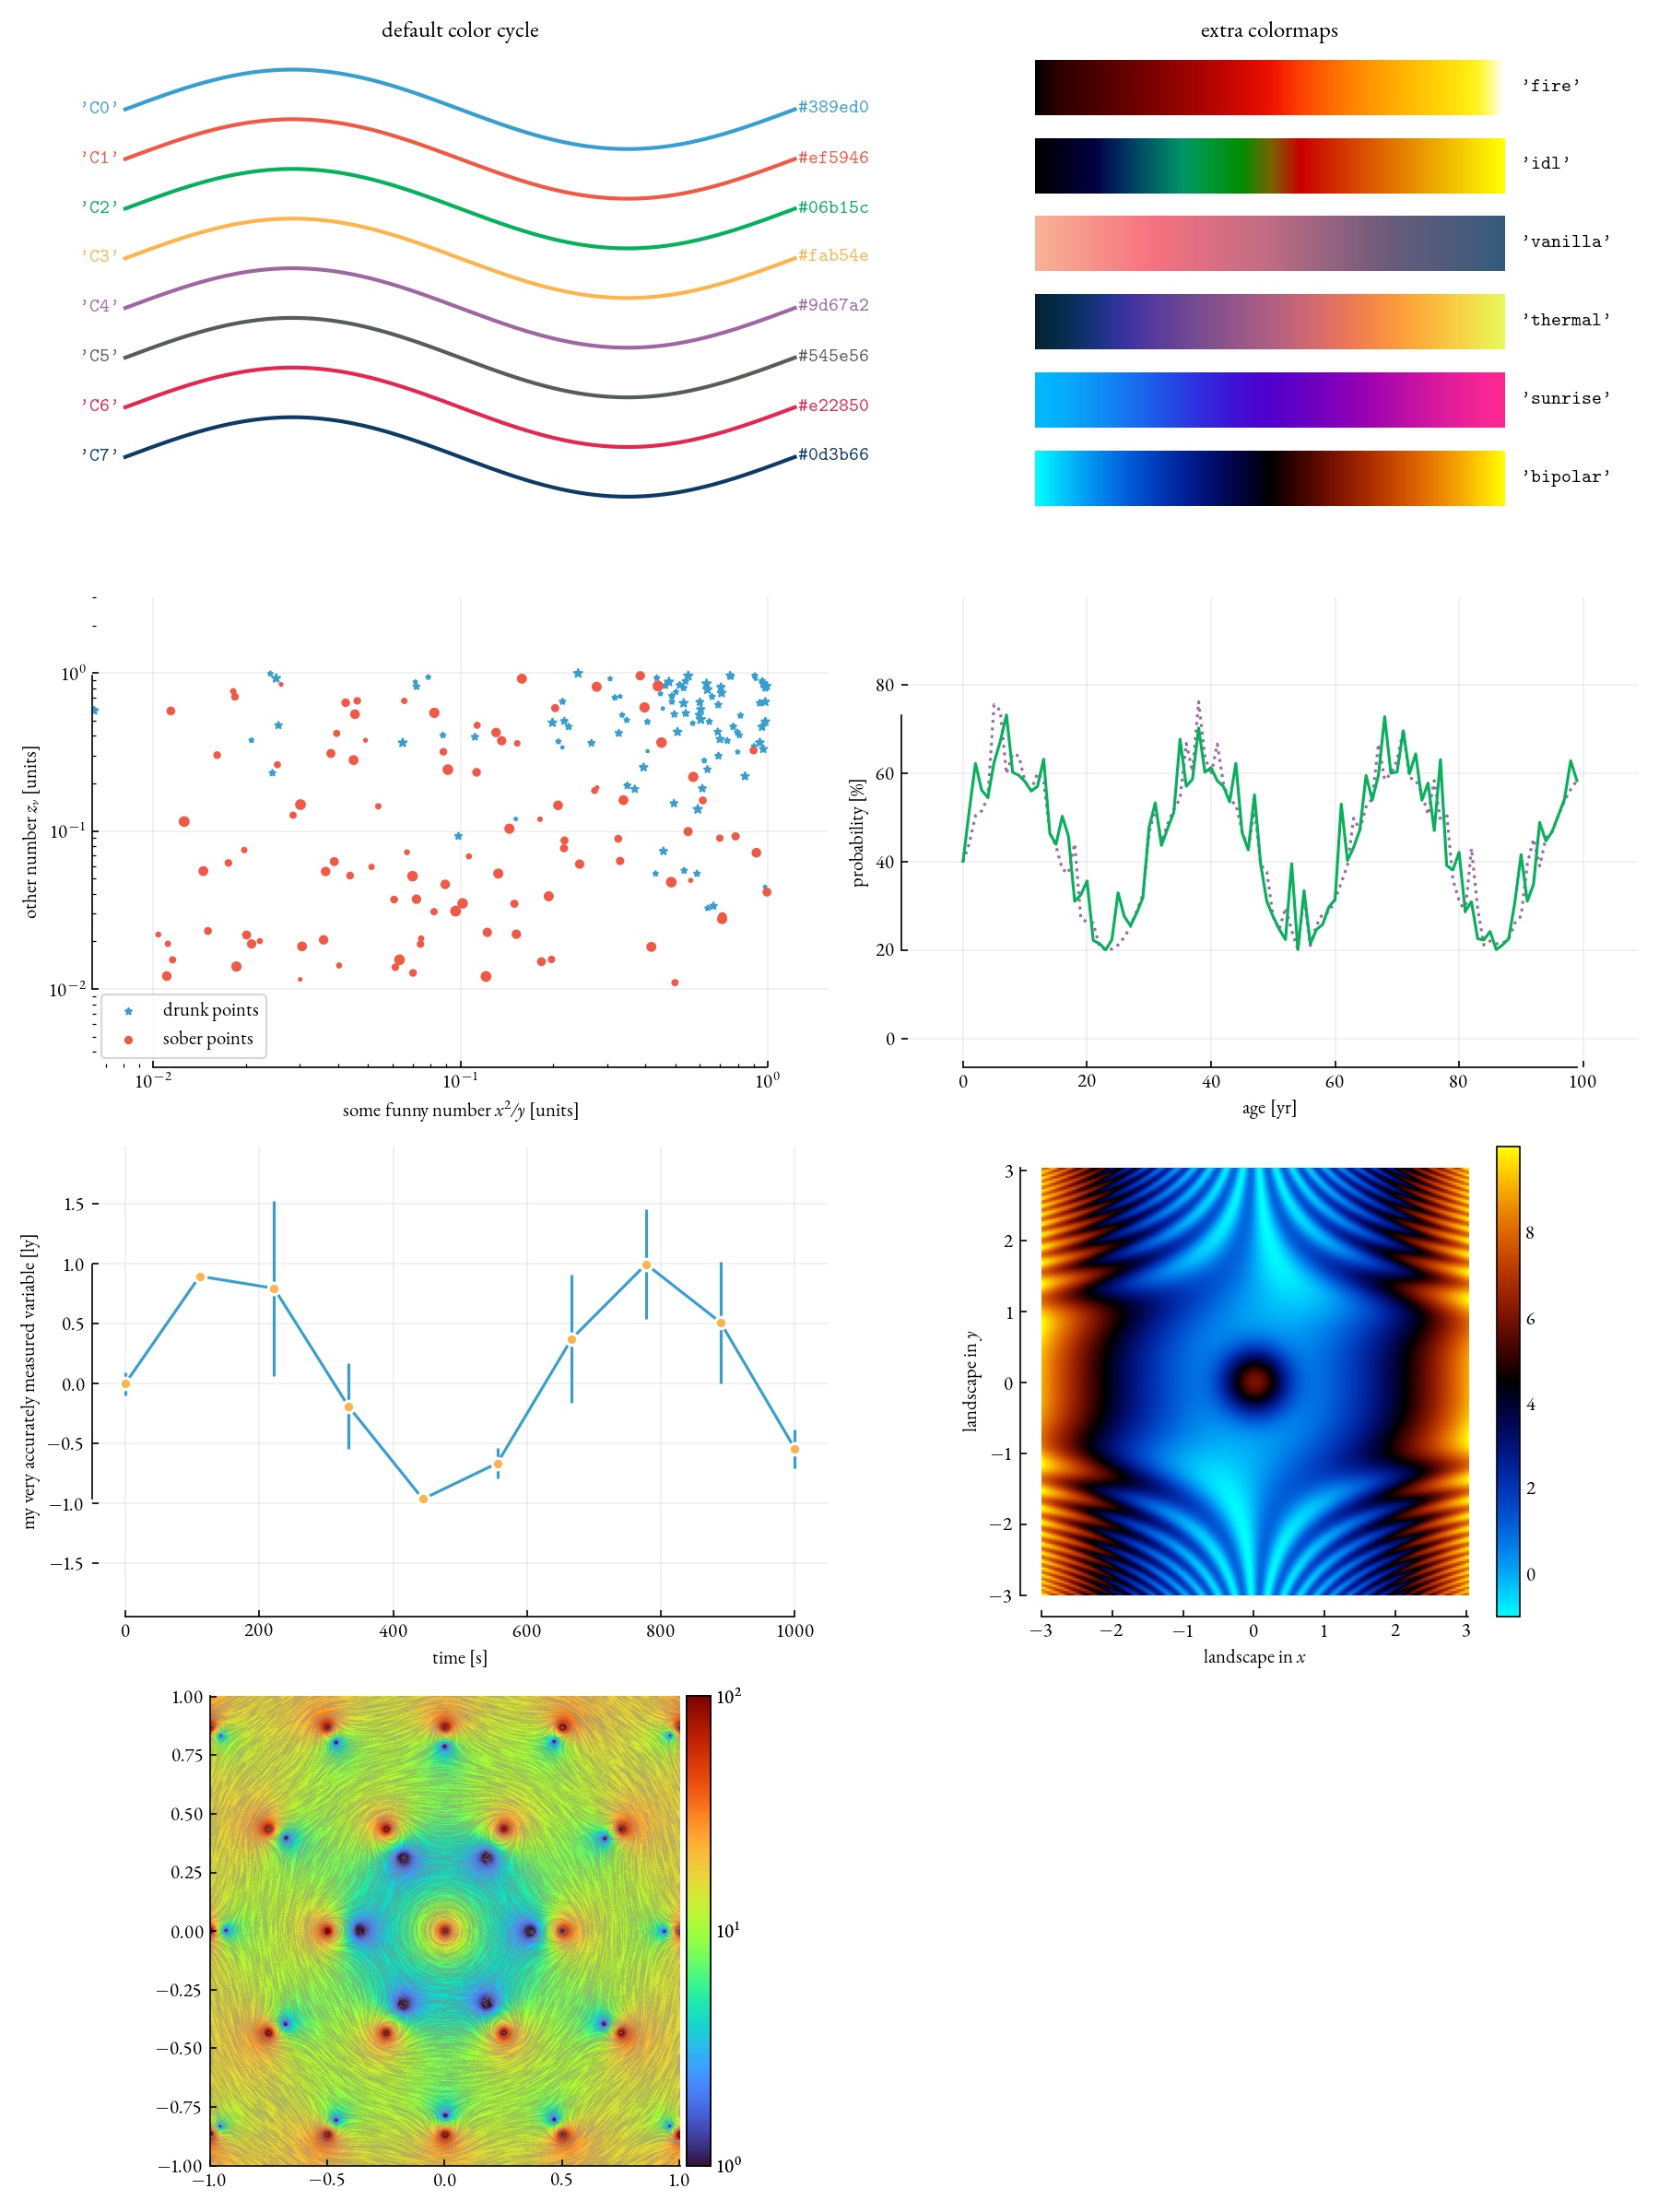 default color cycle
’C0’ #389ed0
’C1’ #ef5946
’C2’ #06b15c
’C3’ #fab54e
’C4’ #9d67a2
’C5’ #545e56
’C6’ #e22850
’C7’ #0d3b66
extra colormaps
’fire’
’idl’
’vanilla’
’thermal’
’sunrise’
’bipolar’
other number zᵥ [units]
10⁰
10⁻¹
10⁻²
drunk points
sober points
10⁻² 10⁻¹ 10⁰
some funny number x²/y [units]
probability [%]
80
60
40
20
0
0 20 40 60 80 100
age [yr]
my very accurately measured variable [ly]
1.5
1.0
0.5
0.0
−0.5
−1.0
−1.5
0 200 400 600 800 1000
time [s]
landscape in y
3
2
1
0
−1
−2
−3
−3 −2 −1 0 1 2 3
landscape in x
8
6
4
2
0
1.00
0.75
0.50
0.25
0.00
−0.25
−0.50
−0.75
−1.00
−1.0 −0.5 0.0 0.5 1.0
10²
10¹
10⁰